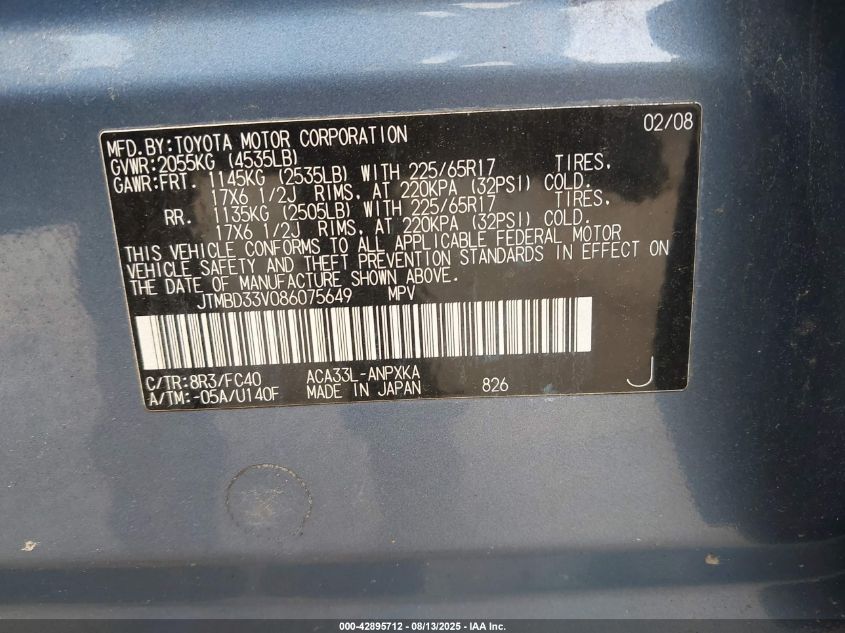 MFD.BY:TOYOTA MOTOR CORPORATION 02/08
GVWR:2055KG (4535LB)
GAWR:FRT. 1145KG (2535LB) WITH 225/65R17 TIRES,
17X6 1/2J RIMS, AT 220KPA (32PSI) COLD.
RR. 1135KG (2505LB) WITH 225/65R17 TIRES,
17X6 1/2J RIMS, AT 220KPA (32PSI) COLD.
THIS VEHICLE CONFORMS TO ALL APPLICABLE FEDERAL MOTOR
VEHICLE SAFETY AND THEFT PREVENTION STANDARDS IN EFFECT ON
THE DATE OF MANUFACTURE SHOWN ABOVE.
JTMBD33V086075649 MPV
C/TR:8R3/FC40 ACA33L-ANPXKA
A/TM:-05A/U140F MADE IN JAPAN 826 J
000-42895712 - 08/13/2025 - IAA Inc.